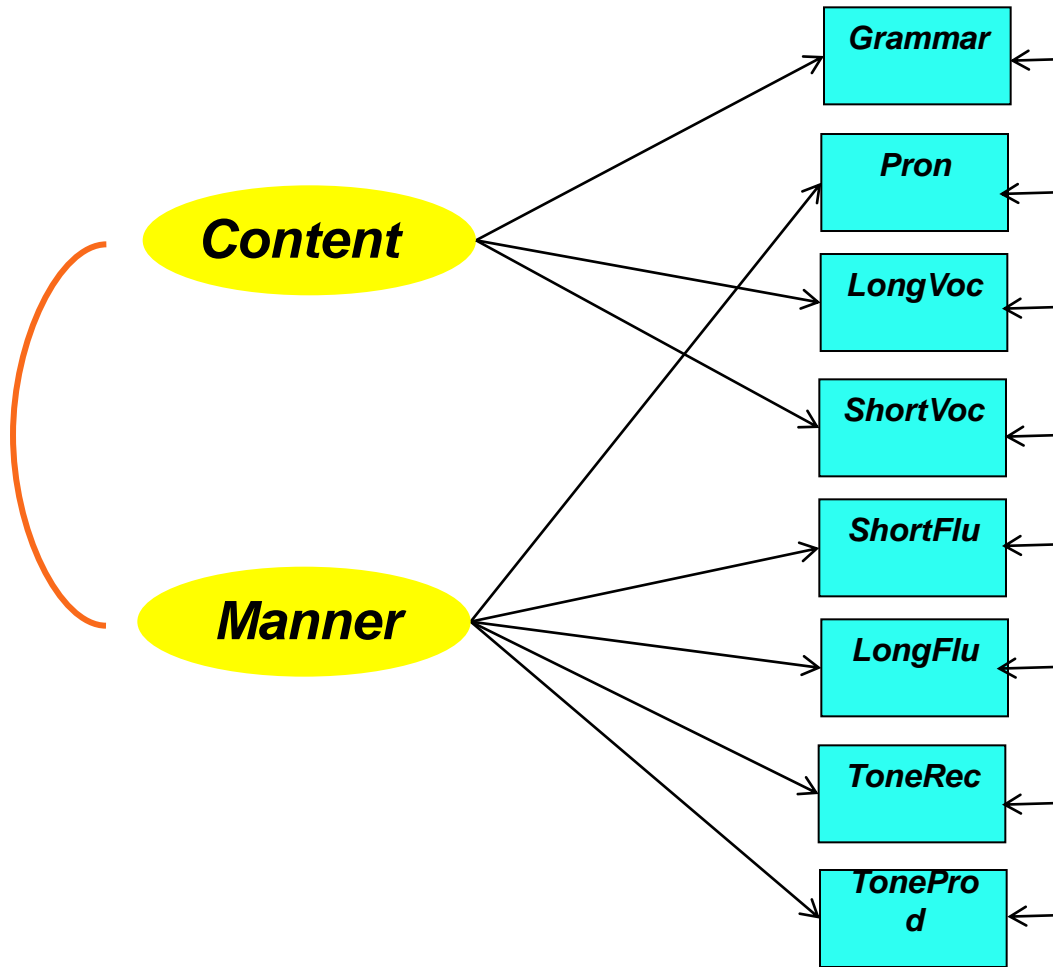 Grammar
Pron
Content
LongVoc
ShortVoc
ShortFlu
Manner
LongFlu
ToneRec
TonePro
d